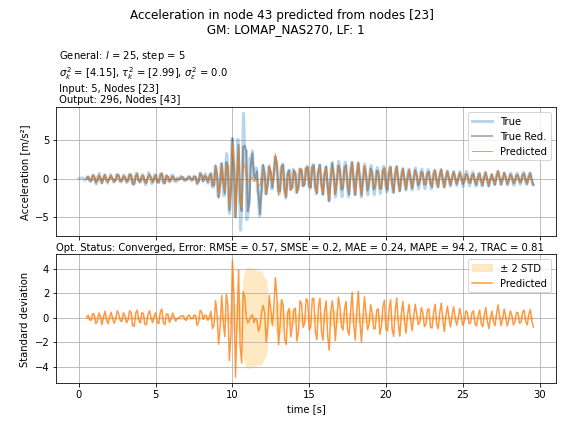 Acceleration in node 43 predicted from nodes [23]
GM: LOMAP_NAS270, LF: 1
General: l = 25, step = 5
σ²ₖ = [4.15], τ²ₖ = [2.99], σ²ε = 0.0
Input: 5, Nodes [23]
Output: 296, Nodes [43]
Acceleration [m/s²]
5
0
−5
True
True Red.
Predicted
Opt. Status: Converged, Error: RMSE = 0.57, SMSE = 0.2, MAE = 0.24, MAPE = 94.2, TRAC = 0.81
Standard deviation
4
2
0
−2
−4
± 2 STD
Predicted
0 5 10 15 20 25 30
time [s]